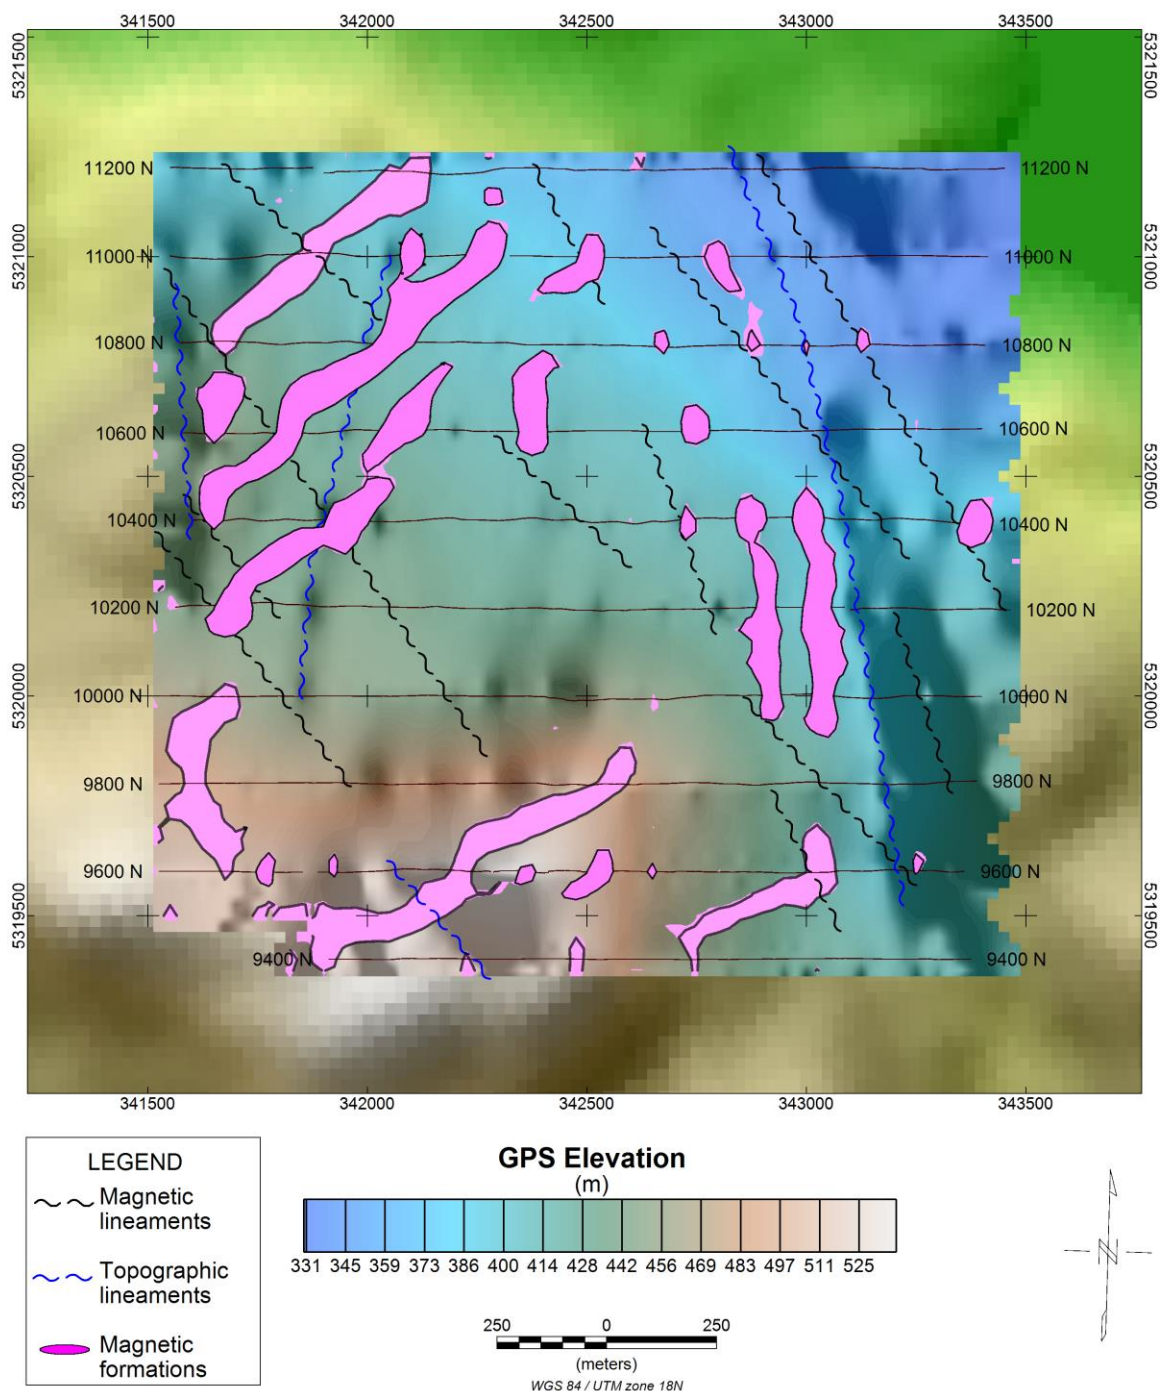 341500 342000 342500 343000 343500
5321500 5321500
11200 N 11200 N
5321000 11000 N 11000 N 5321000
10800 N 10800 N
10600 N 10600 N
5320500 5320500
10400 N 10400 N
10200 N 10200 N
5320000 10000 N 10000 N 5320000
9800 N 9800 N
9600 N 9600 N
5319500 5319500
9400 N 9400 N
341500 342000 342500 343000 343500
LEGEND
Magnetic
lineaments
Topographic
lineaments
Magnetic
formations
GPS Elevation
(m)
331 345 359 373 386 400 414 428 442 456 469 483 497 511 525
250 0 250
(meters)
WGS 84 / UTM zone 18N
N